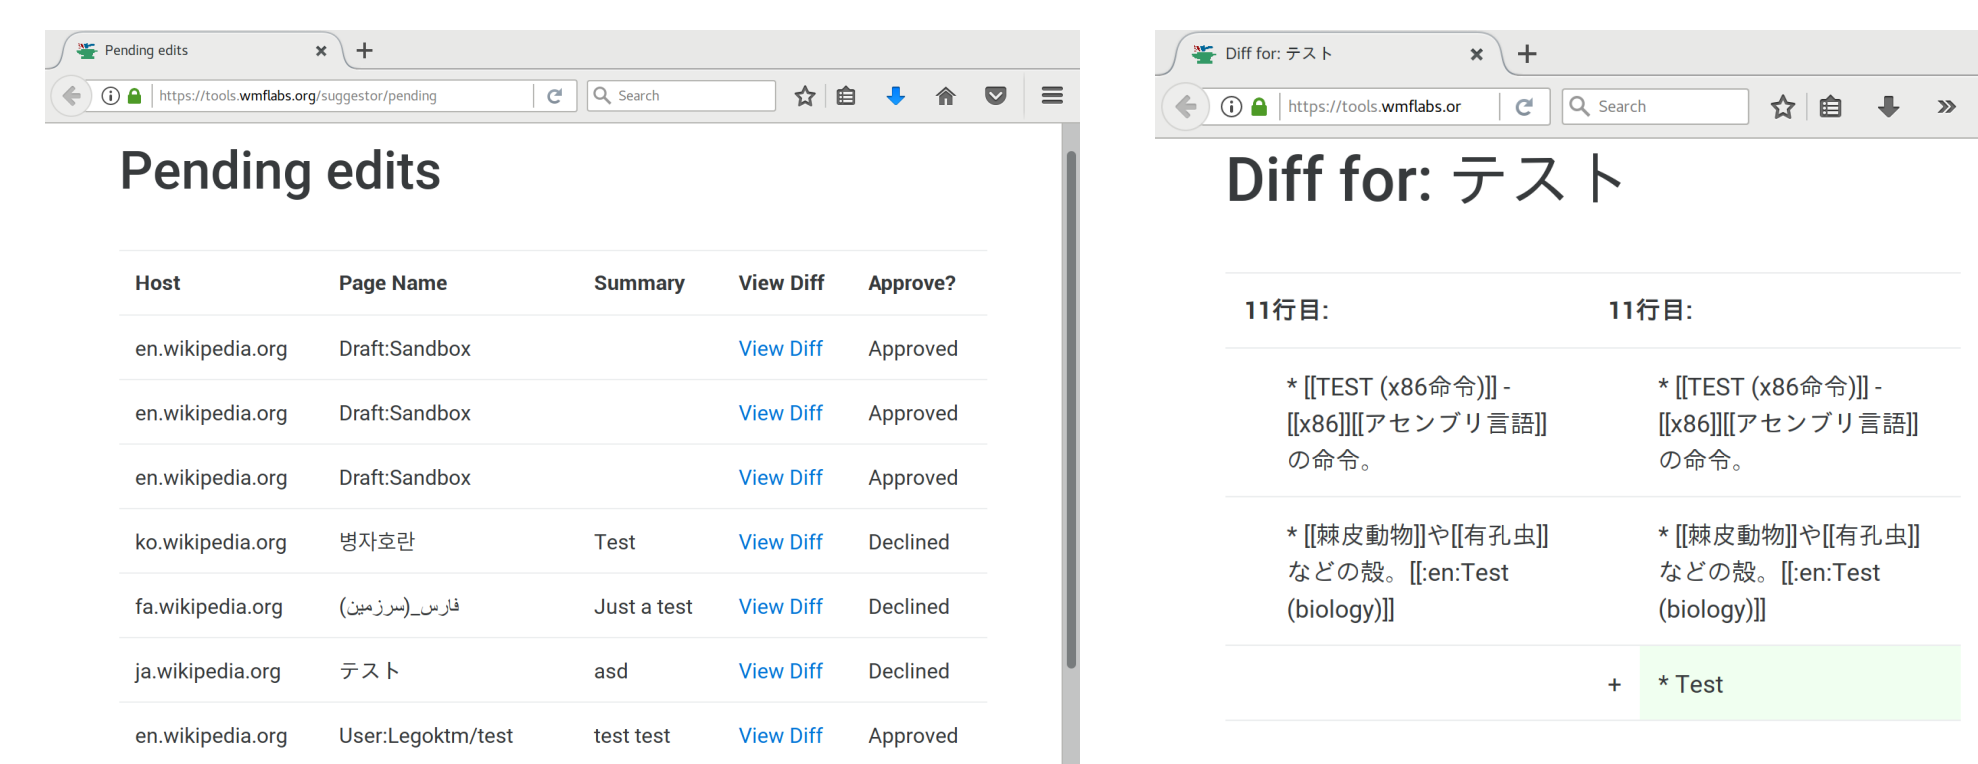 Pending edits
https://tools.wmflabs.org/suggestor/pending
Search
Pending edits
Host Page Name Summary View Diff Approve?
en.wikipedia.org Draft:Sandbox View Diff Approved
en.wikipedia.org Draft:Sandbox View Diff Approved
en.wikipedia.org Draft:Sandbox View Diff Approved
ko.wikipedia.org 병자호란 Test View Diff Declined
fa.wikipedia.org فارس_(سرزمین) Just a test View Diff Declined
ja.wikipedia.org テスト asd View Diff Declined
en.wikipedia.org User:Legoktm/test test test View Diff Approved
Diff for: テスト
https://tools.wmflabs.or
Search
Diff for: テスト
11行目: 11行目:
* [[TEST (x86命令)]] - * [[TEST (x86命令)]] -
[[x86]][[アセンブリ言語]] [[x86]][[アセンブリ言語]]
の命令。 の命令。
* [[棘皮動物]]や[[有孔虫]] * [[棘皮動物]]や[[有孔虫]]
などの殻。[[:en:Test などの殻。[[:en:Test
(biology)]] (biology)]]
+ * Test